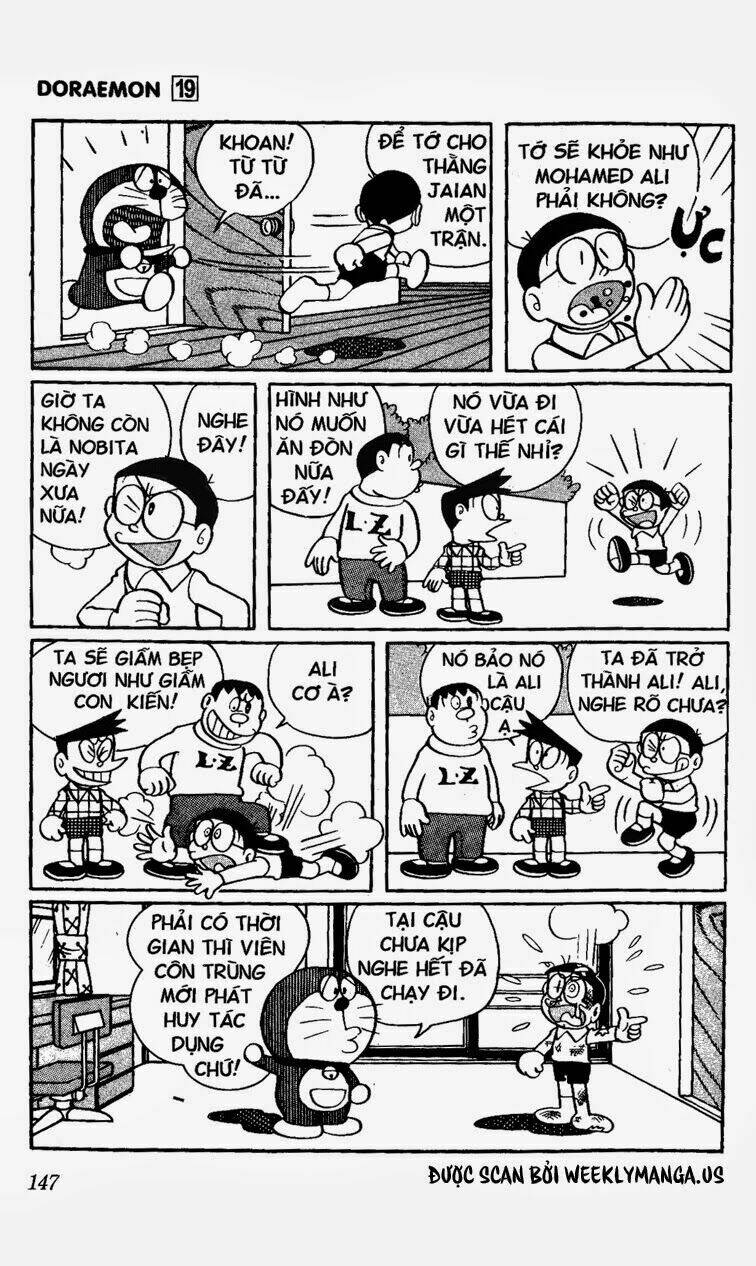 DORAEMON 19
TỚ SẼ KHỎE NHƯ
MOHAMED ALI
PHẢI KHÔNG?
ỰC
ĐỂ TỚ CHO
THẰNG
JAIAN
MỘT
TRẬN.
KHOAN!
TỪ TỪ
ĐÃ...
NÓ VỪA ĐI
VỪA HÉT CÁI
GÌ THẾ NHỈ?
HÌNH NHƯ
NÓ MUỐN
ĂN ĐÒN
NỮA
ĐẤY!
L·Z
NGHE
ĐÂY!
GIỜ TA
KHÔNG CÒN
LÀ NOBITA
NGÀY
XƯA
NỮA!
TA ĐÃ TRỞ
THÀNH ALI! ALI,
NGHE RÕ CHƯA?
NÓ BẢO NÓ
LÀ ALI
CẬU
Ạ.
L·Z
ALI
CƠ À?
TA SẼ GIẪM BẸP
NGƯƠI NHƯ GIẪM
CON KIẾN!
L·Z
TẠI CẬU
CHƯA KỊP
NGHE HẾT ĐÃ
CHẠY ĐI.
PHẢI CÓ THỜI
GIAN THÌ VIÊN
CÔN TRÙNG
MỚI PHÁT
HUY TÁC
DỤNG
CHỨ!
147
ĐƯỢC SCAN BỞI WEEKLYMANGA.US